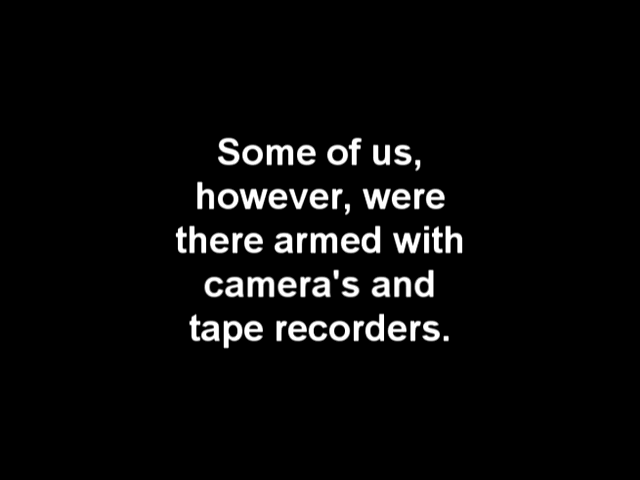 Some of us,
however, were
there armed with
camera's and
tape recorders.